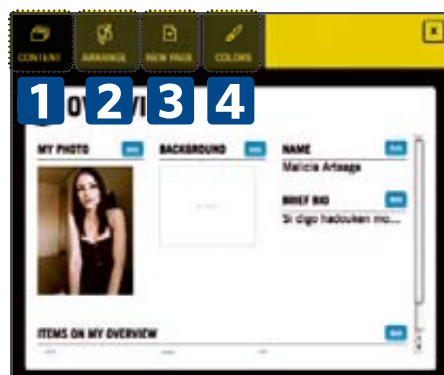 CONTENT ARRANGE NEW PAGE COLORS X
1 2 3 4
MY PHOTO BACKGROUND NAME
Malicia Arteaga
BRIEF BIO
Si digo hadouken mo...
ITEMS ON MY OVERVIEW